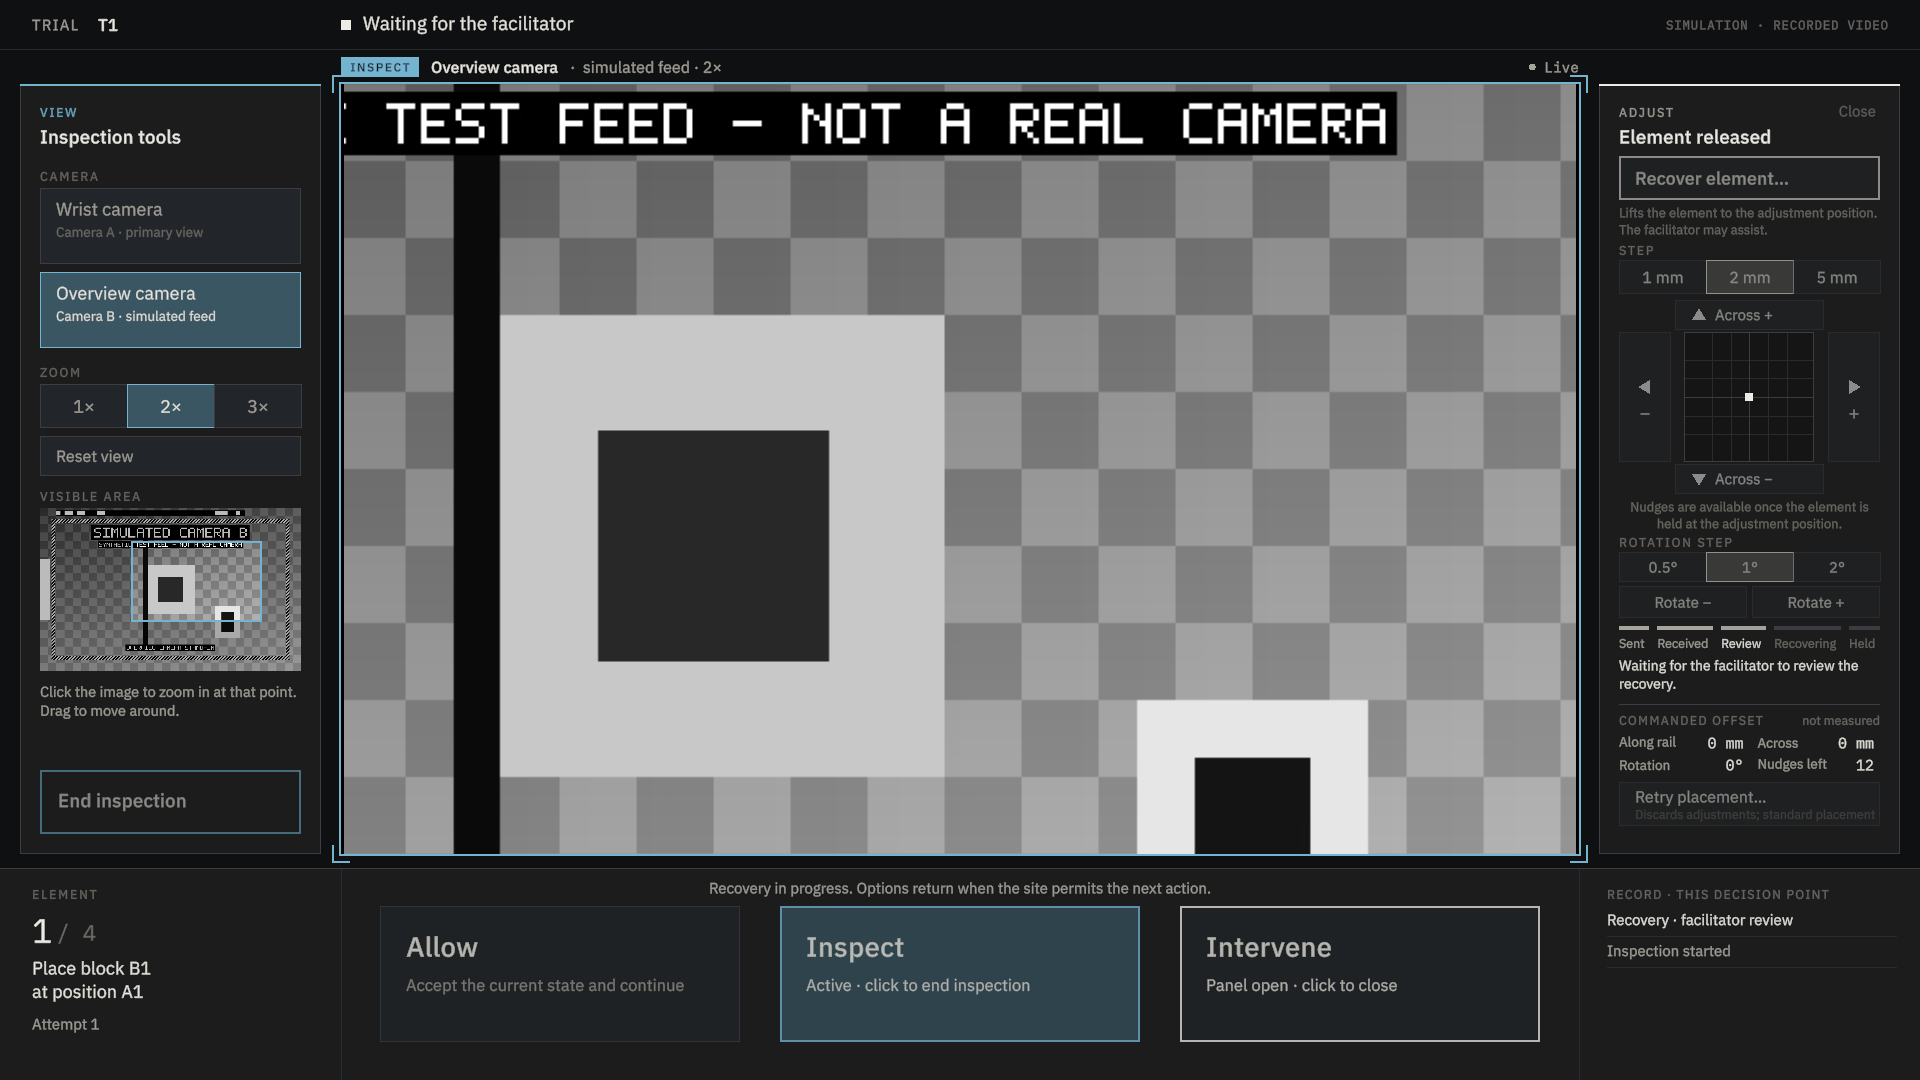 TRIAL T1
Waiting for the facilitator
SIMULATION · RECORDED VIDEO
INSPECT Overview camera · simulated feed · 2×
Live
VIEW
Inspection tools
CAMERA
Wrist camera
Camera A · primary view
Overview camera
Camera B · simulated feed
ZOOM
1× 2× 3×
Reset view
VISIBLE AREA
SIMULATED CAMERA B
TEST FEED – NOT A REAL CAMERA
Click the image to zoom in at that point.
Drag to move around.
End inspection
TEST FEED – NOT A REAL CAMERA
ADJUST Close
Element released
Recover element...
Lifts the element to the adjustment position.
The facilitator may assist.
STEP
1 mm 2 mm 5 mm
Across +
– +
Across –
Nudges are available once the element is
held at the adjustment position.
ROTATION STEP
0.5° 1° 2°
Rotate – Rotate +
Sent Received Review Recovering Held
Waiting for the facilitator to review the
recovery.
COMMANDED OFFSET not measured
Along rail 0 mm Across 0 mm
Rotation 0° Nudges left 12
Retry placement...
Discards adjustments; standard placement
ELEMENT
1 / 4
Place block B1
at position A1
Attempt 1
Recovery in progress. Options return when the site permits the next action.
Allow
Accept the current state and continue
Inspect
Active · click to end inspection
Intervene
Panel open · click to close
RECORD · THIS DECISION POINT
Recovery · facilitator review
Inspection started